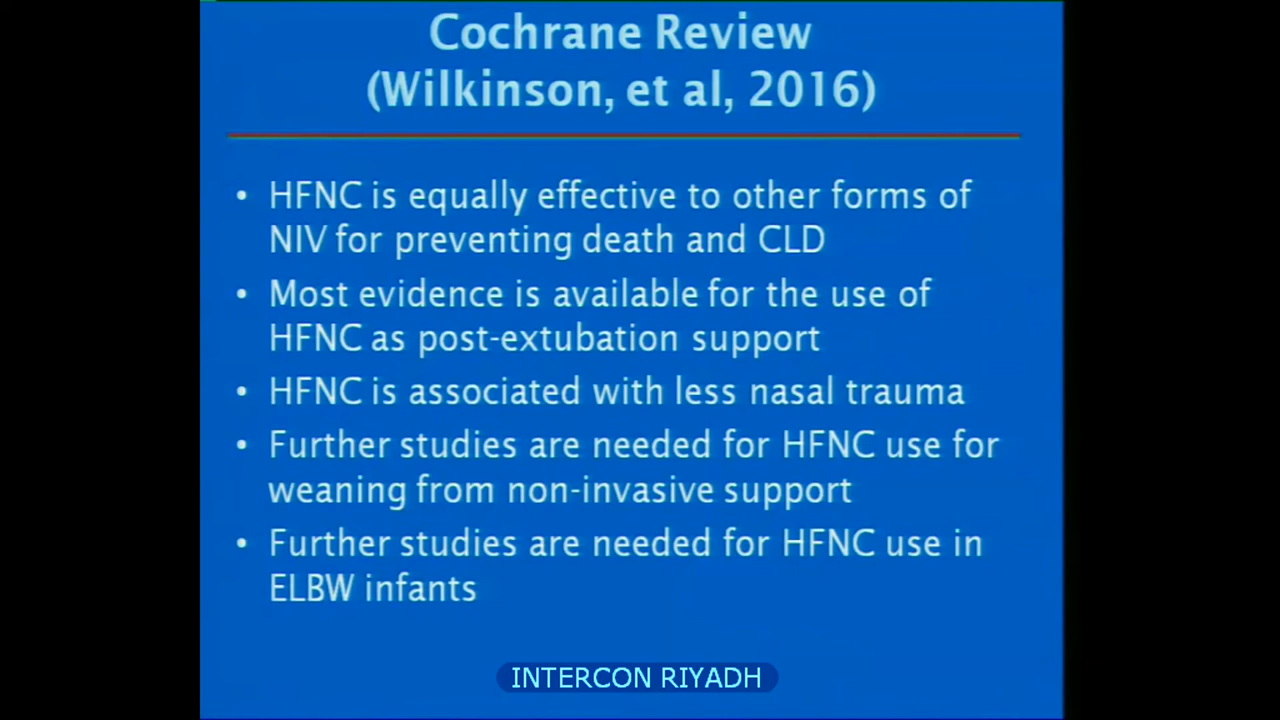 Cochrane Review
(Wilkinson, et al, 2016)
• HFNC is equally effective to other forms of
NIV for preventing death and CLD
• Most evidence is available for the use of
HFNC as post-extubation support
• HFNC is associated with less nasal trauma
• Further studies are needed for HFNC use for
weaning from non-invasive support
• Further studies are needed for HFNC use in
ELBW infants
INTERCON RIYADH